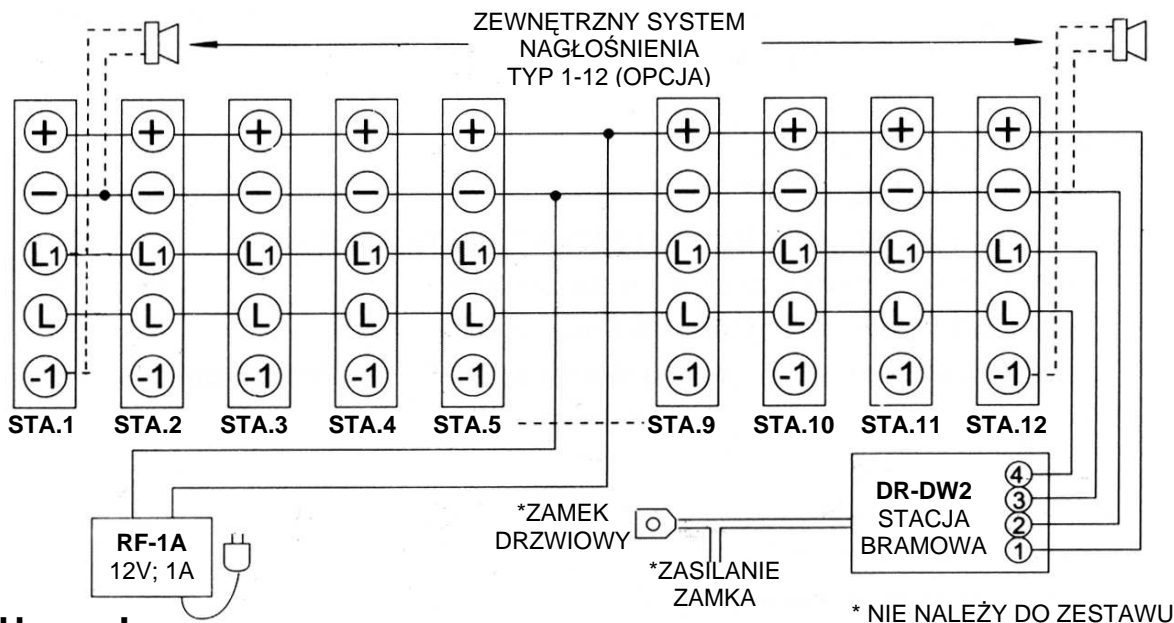 ZEWNĘTRZNY SYSTEM
NAGŁOŚNIENIA
TYP 1-12 (OPCJA)
+ + + + + + + + +
− − − − − − − − −
L1 L1 L1 L1 L1 L1 L1 L1 L1
L L L L L L L L L
-1 -1 -1 -1 -1 -1 -1 -1 -1
STA.1 STA.2 STA.3 STA.4 STA.5 STA.9 STA.10 STA.11 STA.12
RF-1A
12V; 1A
*ZAMEK
DRZWIOWY
*ZASILANIE
ZAMKA
DR-DW2
STACJA
BRAMOWA
4
3
2
1
* NIE NALEŻY DO ZESTAWU